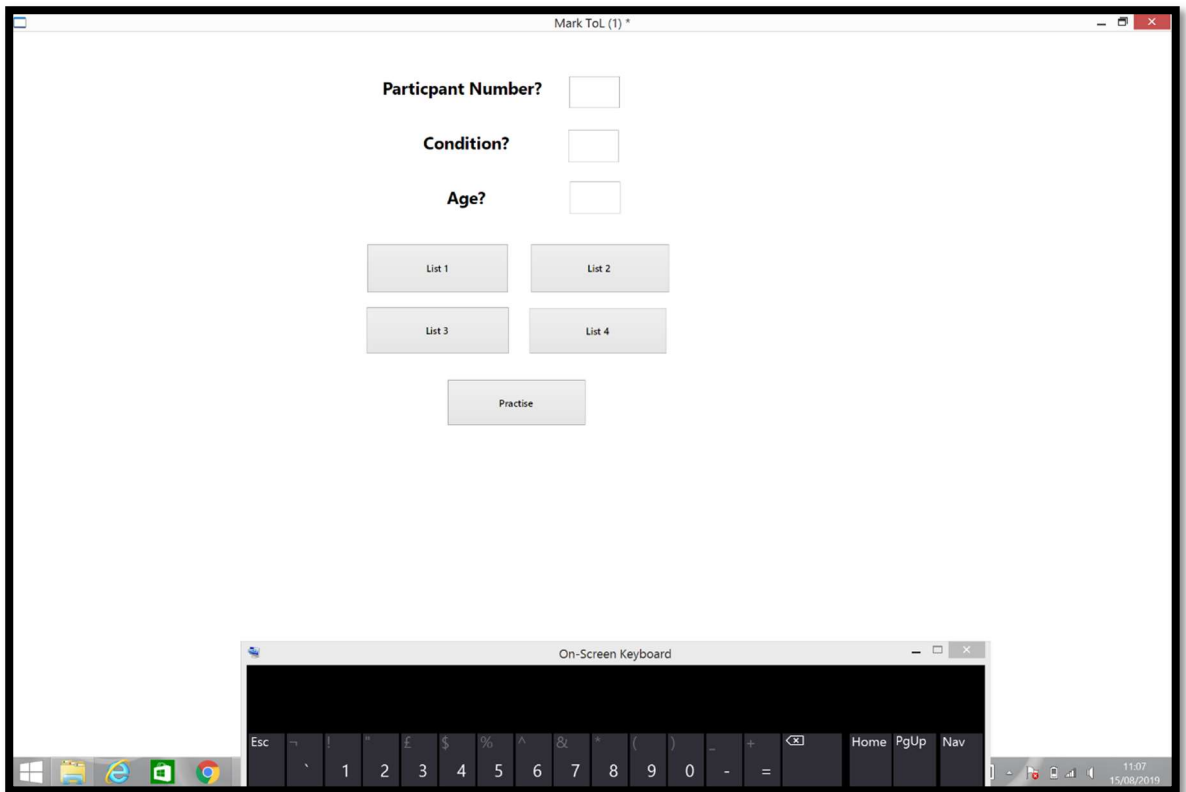 Mark ToL (1) *
Particpant Number?
Condition?
Age?
List 1 List 2
List 3 List 4
Practise
On-Screen Keyboard
Esc ¬ ! " £ $ % ^ & * ( ) _ + Home PgUp Nav
` 1 2 3 4 5 6 7 8 9 0 - =
11:07
15/08/2019